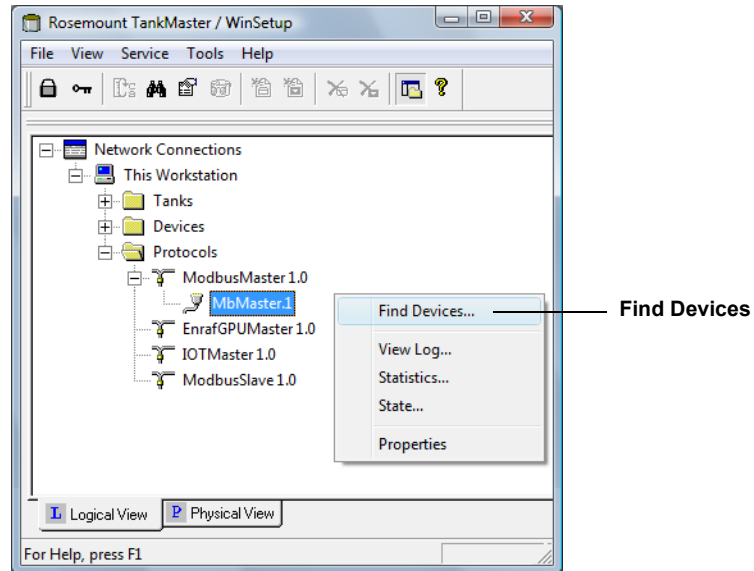 Rosemount TankMaster / WinSetup
File View Service Tools Help
Network Connections
This Workstation
Tanks
Devices
Protocols
ModbusMaster 1.0
MbMaster.1
EnrafGPUMaster 1.0
IOTMaster 1.0
ModbusSlave 1.0
Find Devices...
View Log...
Statistics...
State...
Properties
Find Devices
L Logical View P Physical View
For Help, press F1